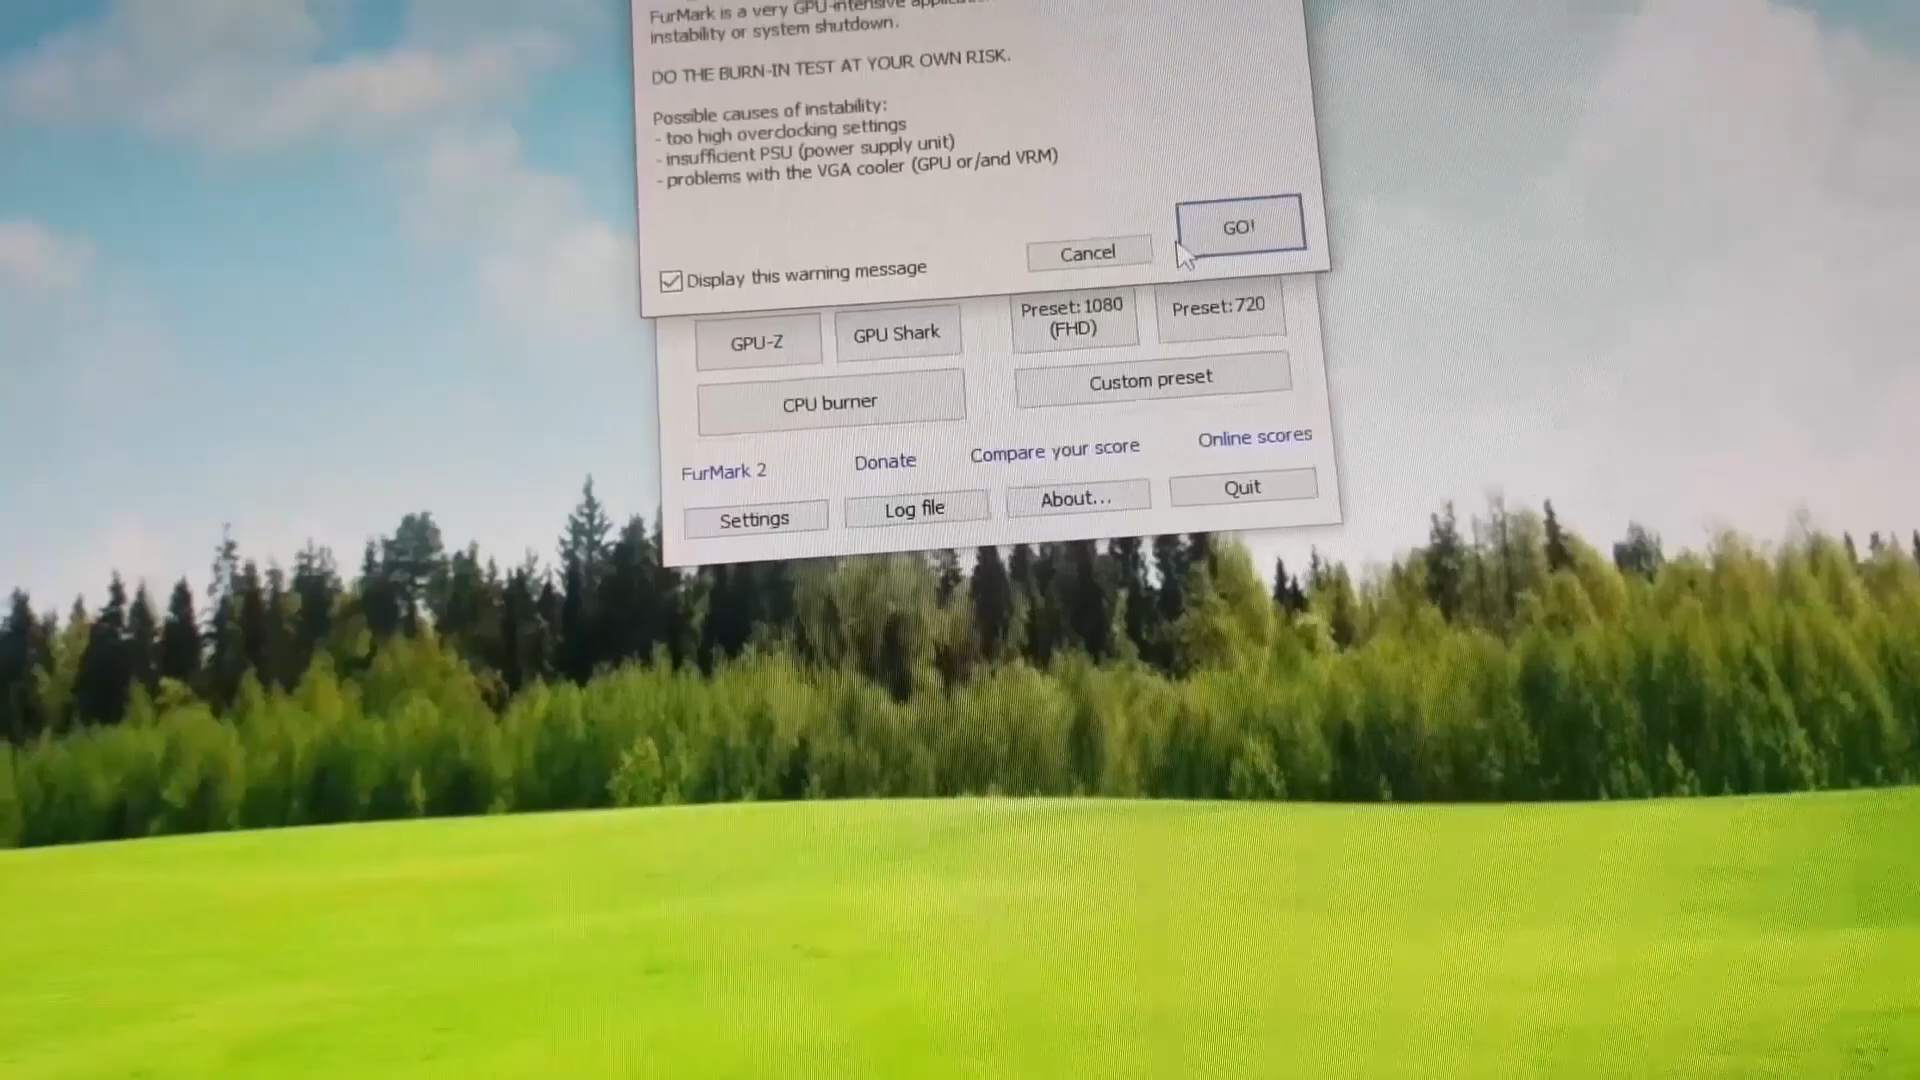 FurMark is a very GPU-intensive
instability or system shutdown.
DO THE BURN-IN TEST AT YOUR OWN RISK.
Possible causes of instability:
- too high overclocking settings
- insufficient PSU (power supply unit)
- problems with the VGA cooler (GPU or/and VRM)
GO!
Cancel
Display this warning message
GPU-Z
GPU Shark
Preset:1080
(FHD)
Preset:720
CPU burner
Custom preset
FurMark 2
Donate
Compare your score
Online scores
Settings
Log file
About...
Quit